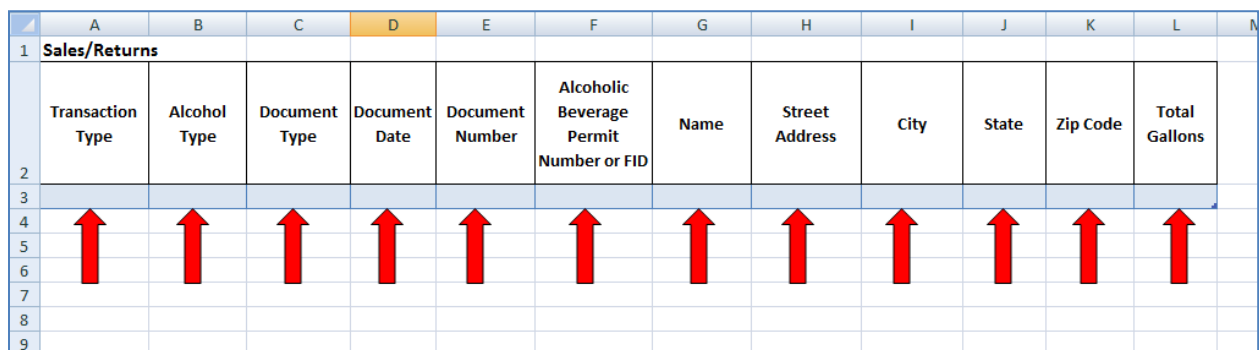 A B C D E F G H I J K L M
1 Sales/Returns
2 Transaction Type Alcohol Type Document Type Document Date Document Number Alcoholic Beverage Permit Number or FID Name Street Address City State Zip Code Total Gallons
3
4
5
6
7
8
9